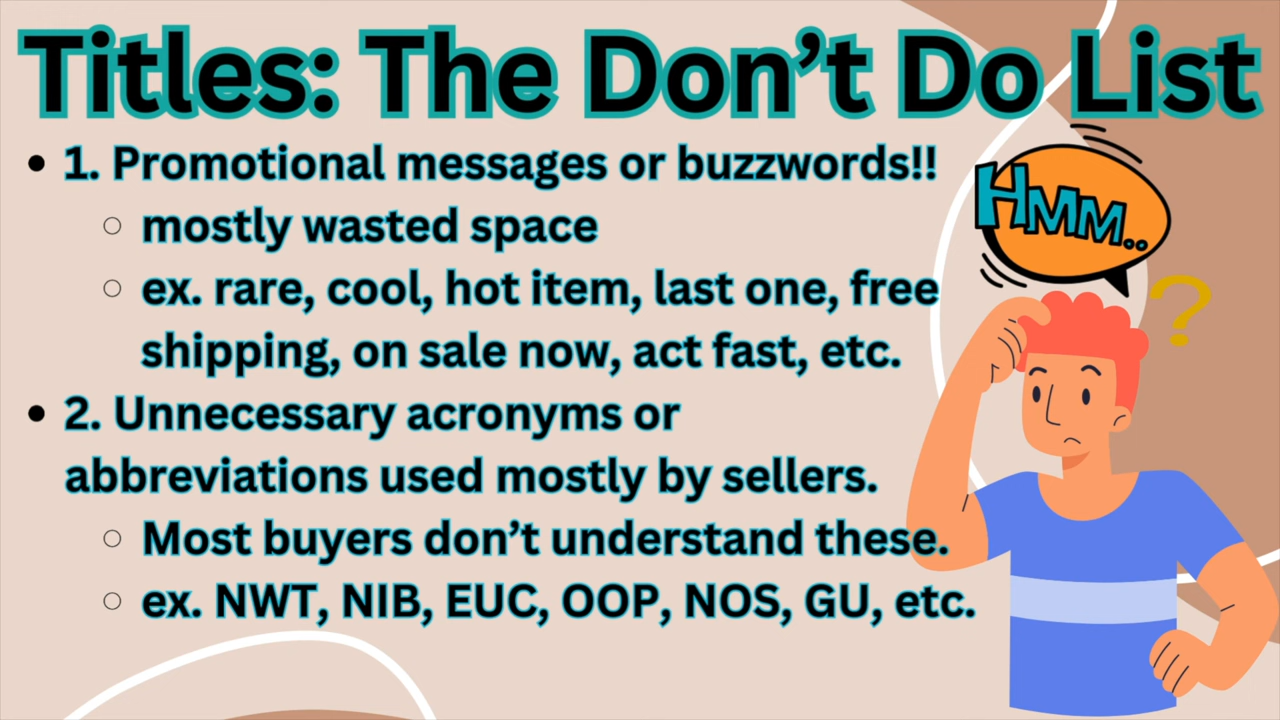 Titles: The Don’t Do List
• 1. Promotional messages or buzzwords!!
○ mostly wasted space
○ ex. rare, cool, hot item, last one, free
shipping, on sale now, act fast, etc.
• 2. Unnecessary acronyms or
abbreviations used mostly by sellers.
○ Most buyers don’t understand these.
○ ex. NWT, NIB, EUC, OOP, NOS, GU, etc.
HMM..
?